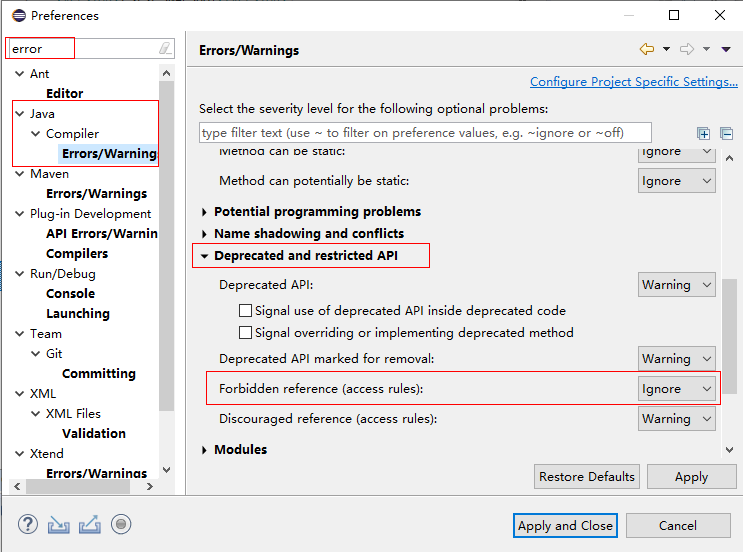 Preferences
error
Ant
Editor
Java
Compiler
Errors/Warnings
Maven
Errors/Warnings
Plug-in Development
API Errors/Warnin
Compilers
Run/Debug
Console
Launching
Team
Git
Committing
XML
XML Files
Validation
Xtend
Errors/Warnings
Errors/Warnings
Configure Project Specific Settings...
Select the severity level for the following optional problems:
type filter text (use ~ to filter on preference values, e.g. ~ignore or ~off)
Method can be static: Ignore
Method can potentially be static: Ignore
Potential programming problems
Name shadowing and conflicts
Deprecated and restricted API
Deprecated API: Warning
Signal use of deprecated API inside deprecated code
Signal overriding or implementing deprecated method
Deprecated API marked for removal: Warning
Forbidden reference (access rules): Ignore
Discouraged reference (access rules): Warning
Modules
Restore Defaults Apply
? Apply and Close Cancel